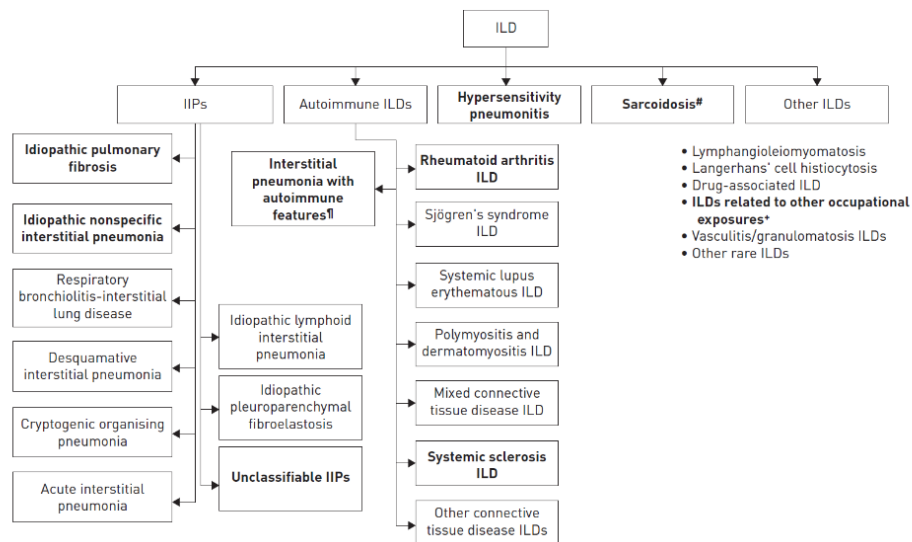 ILD
IIPs
Autoimmune ILDs
Hypersensitivity
pneumonitis
Sarcoidosis#
Other ILDs
Idiopathic pulmonary
fibrosis
Idiopathic nonspecific
interstitial pneumonia
Respiratory
bronchiolitis-interstitial
lung disease
Desquamative
interstitial pneumonia
Cryptogenic organising
pneumonia
Acute interstitial
pneumonia
Idiopathic lymphoid
interstitial
pneumonia
Idiopathic
pleuroparenchymal
fibroelastosis
Unclassifiable IIPs
Interstitial
pneumonia with
autoimmune
features¶
Rheumatoid arthritis
ILD
Sjögren's syndrome
ILD
Systemic lupus
erythematous ILD
Polymyositis and
dermatomyositis ILD
Mixed connective
tissue disease ILD
Systemic sclerosis
ILD
Other connective
tissue disease ILDs
• Lymphangioleiomyomatosis
• Langerhans' cell histiocytosis
• Drug-associated ILD
• ILDs related to other occupational
exposures+
• Vasculitis/granulomatosis ILDs
• Other rare ILDs